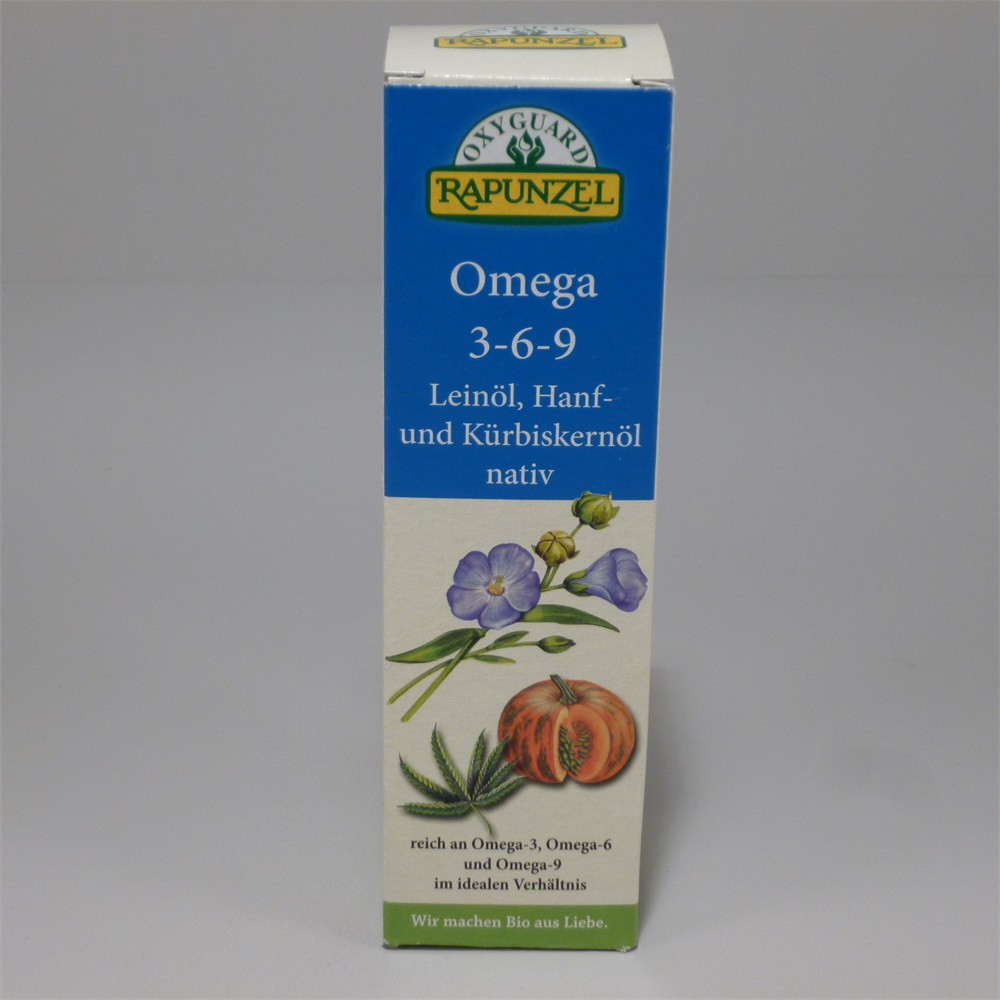 RAPUNZEL
OXYGUARD
RAPUNZEL
Omega
3-6-9
Leinöl, Hanf-
und Kürbiskernöl
nativ
reich an Omega-3, Omega-6
und Omega-9
im idealen Verhältnis
Wir machen Bio aus Liebe.